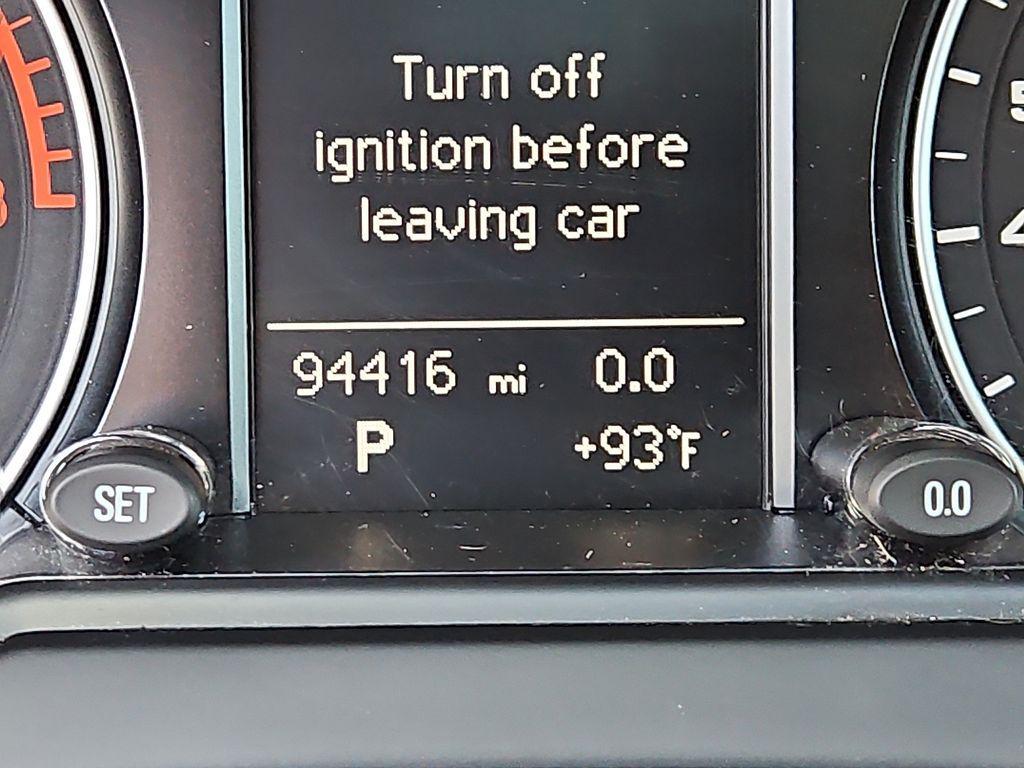 Turn off
ignition before
leaving car
94416 mi 0.0
P +93°F
SET 0.0